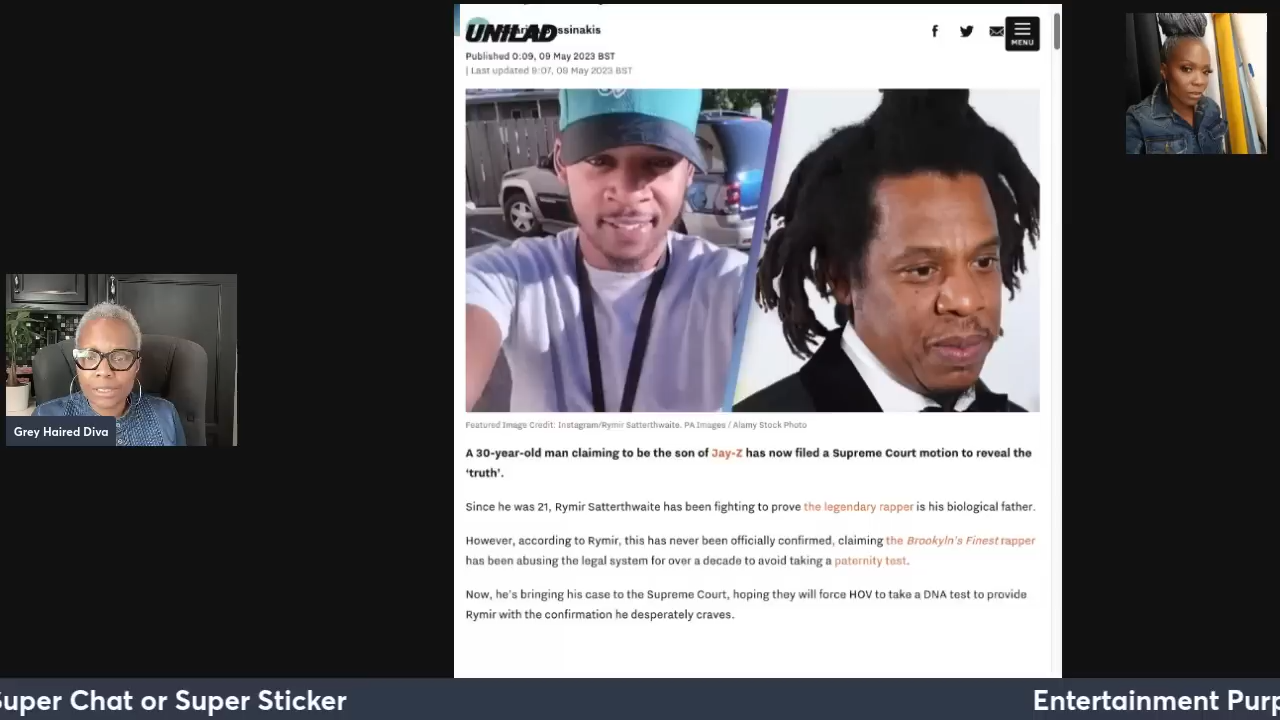 UNILAD
ssinakis
MENU
Published 0:09, 09 May 2023 BST
| Last updated 9:07, 09 May 2023 BST
Featured Image Credit: Instagram/Rymir Satterthwaite. PA Images / Alamy Stock Photo
A 30-year-old man claiming to be the son of Jay-Z has now filed a Supreme Court motion to reveal the
‘truth’.
Since he was 21, Rymir Satterthwaite has been fighting to prove the legendary rapper is his biological father.
However, according to Rymir, this has never been officially confirmed, claiming the Brookyln's Finest rapper
has been abusing the legal system for over a decade to avoid taking a paternity test.
Now, he's bringing his case to the Supreme Court, hoping they will force HOV to take a DNA test to provide
Rymir with the confirmation he desperately craves.
Grey Haired Diva
Super Chat or Super Sticker
Entertainment Purp